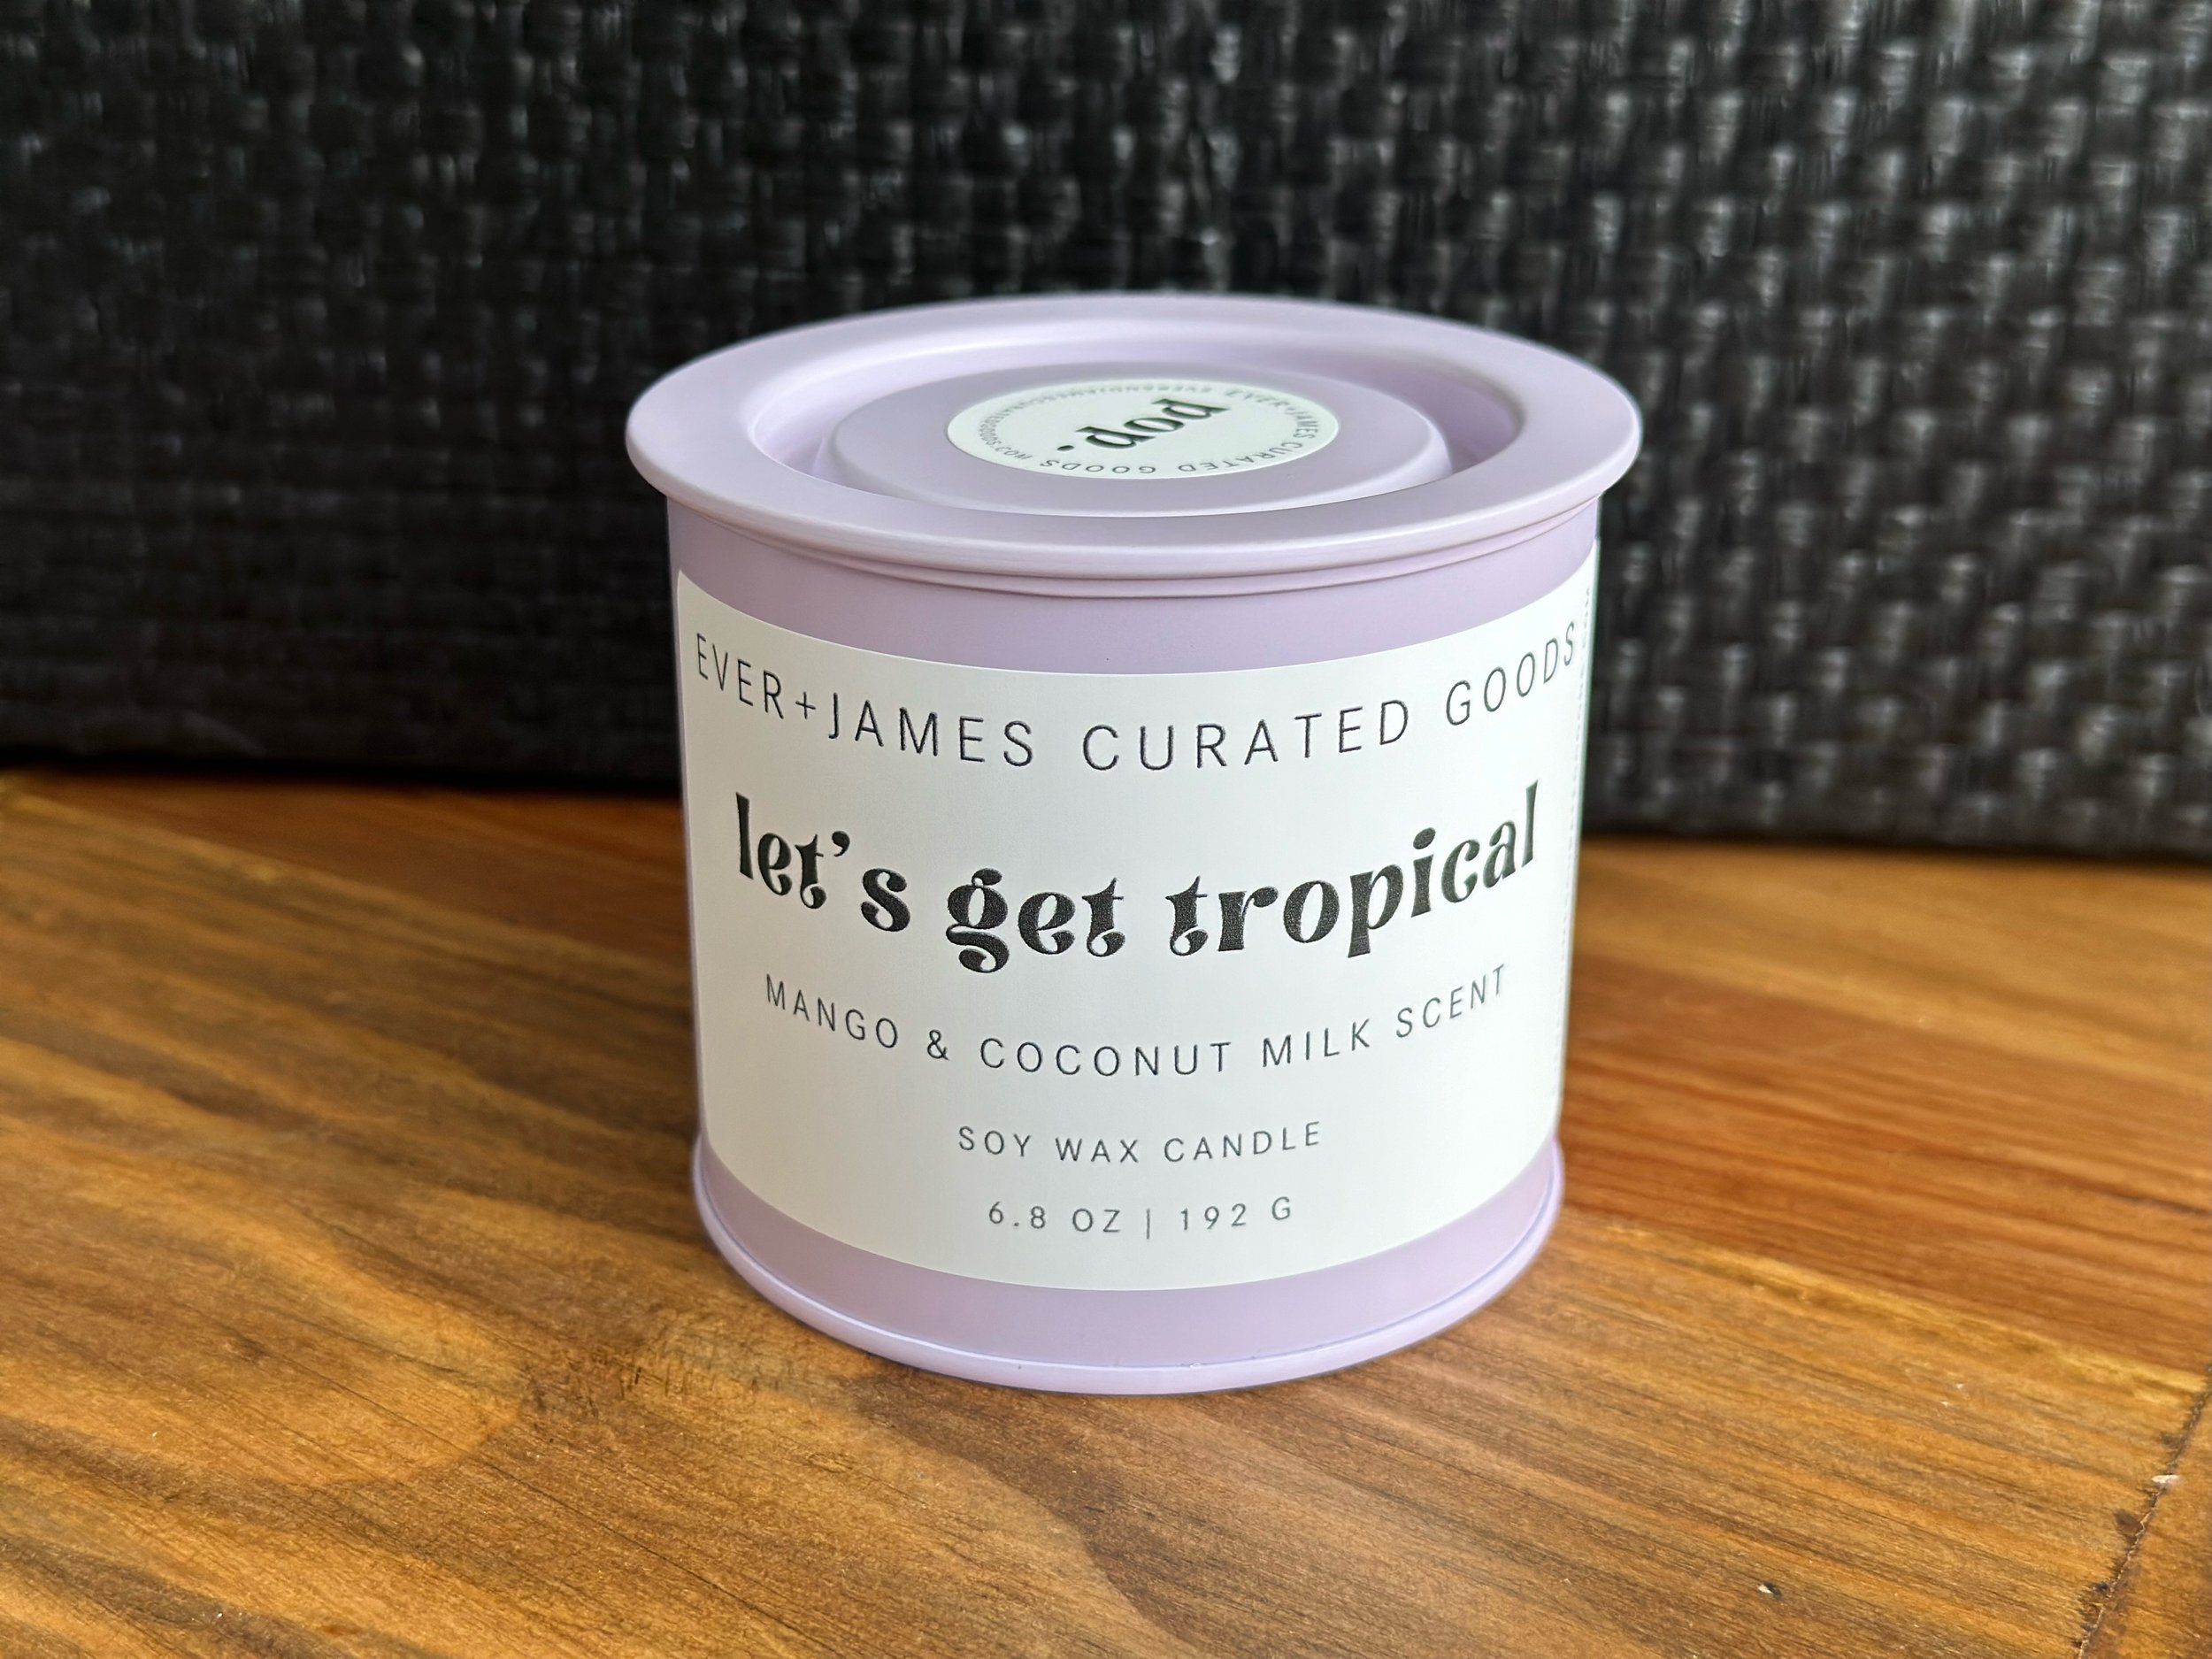 pop.
EVER+JAMES CURATED GOODS
EVER+JAMES CURATED GOODS
let's get tropical
MANGO & COCONUT MILK SCENT
SOY WAX CANDLE
6.8 OZ | 192 G